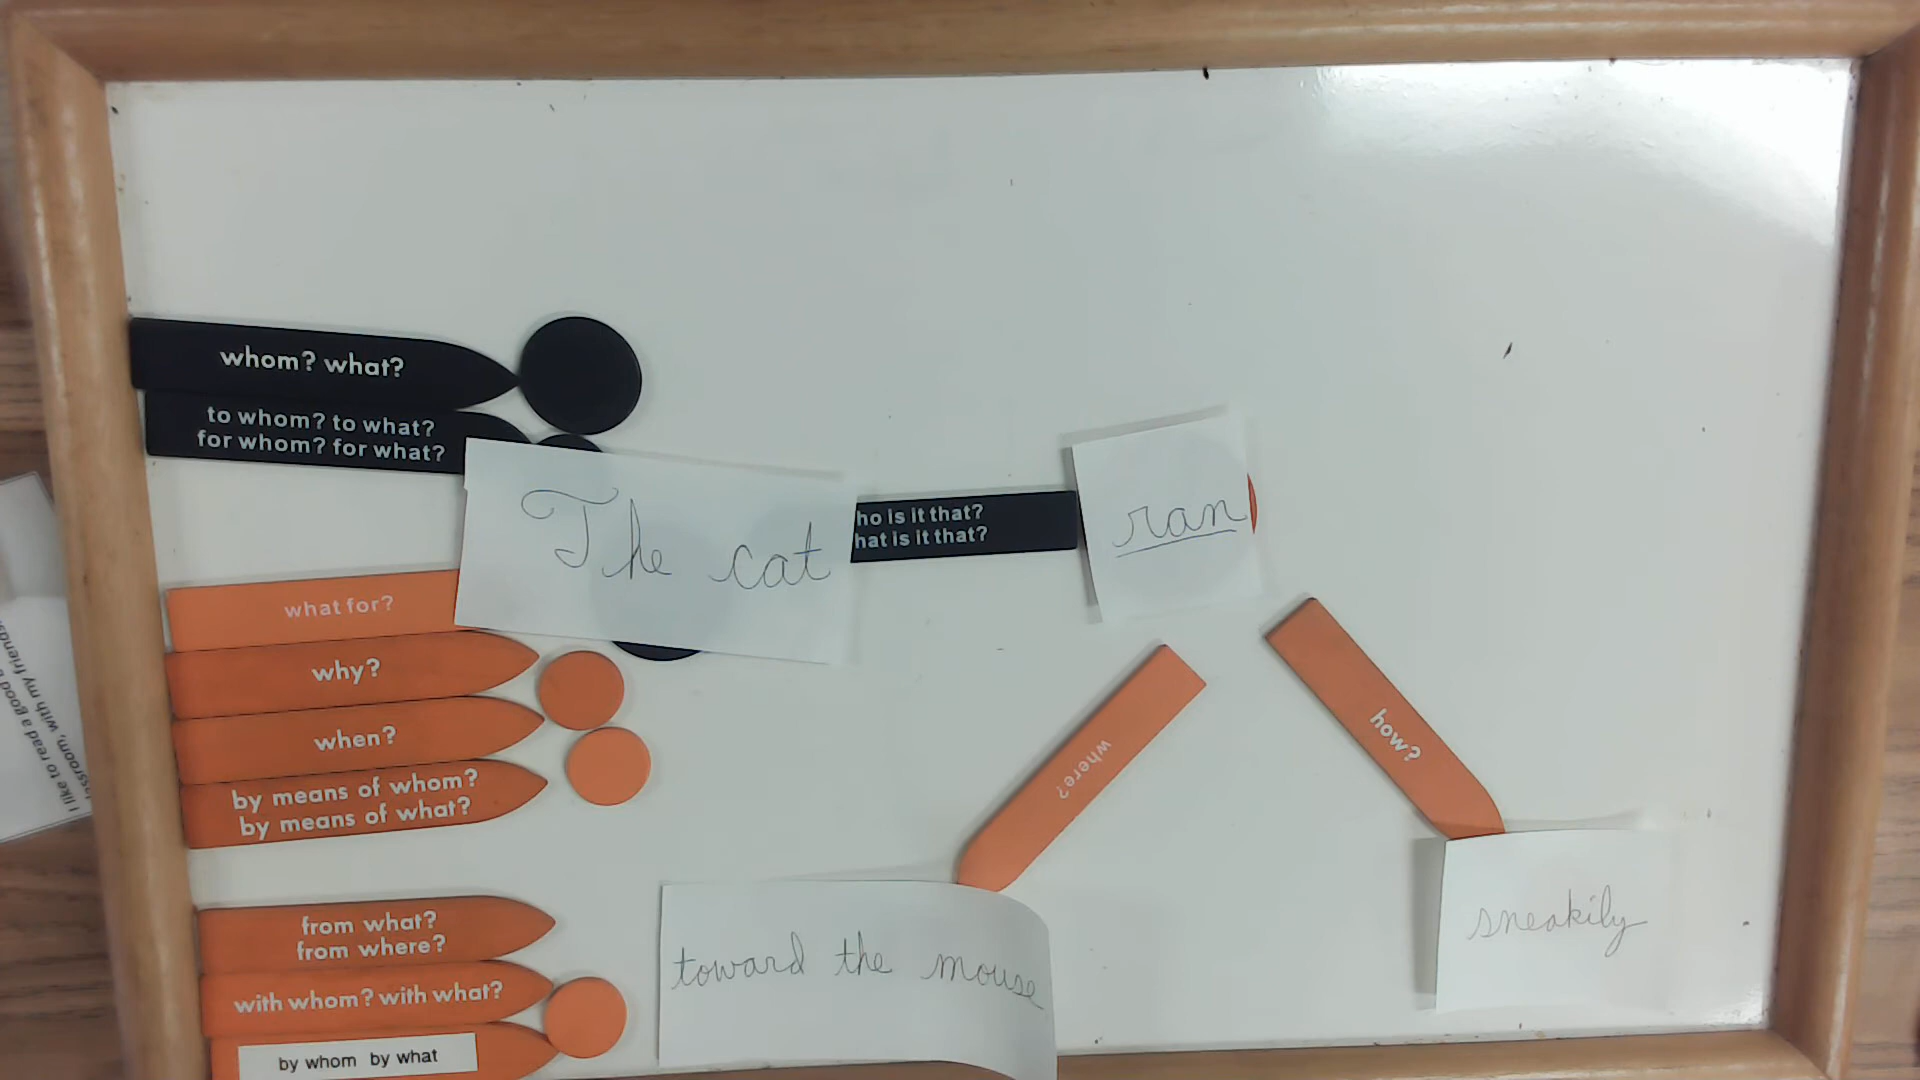 whom? what?
to whom? to what?
for whom? for what?
The cat
ho is it that?
hat is it that?
ran
what for?
why?
when?
by means of whom?
by means of what?
where?
how?
from what?
from where?
with whom? with what?
by whom by what
toward the mouse
sneakily
I like to read a good
assroom, with my friends.